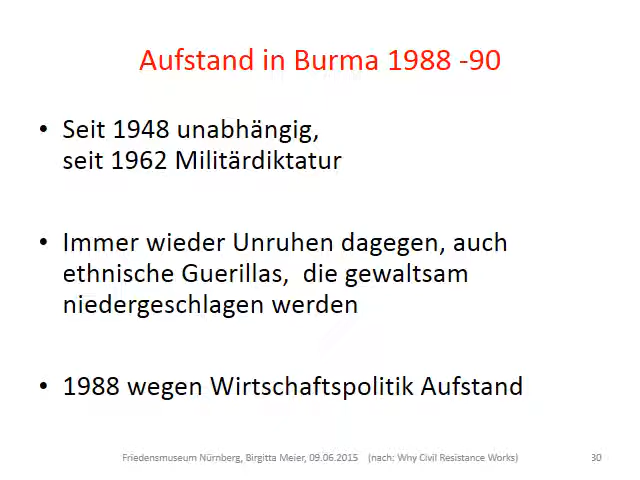 Aufstand in Burma 1988 -90
• Seit 1948 unabhängig,
seit 1962 Militärdiktatur
• Immer wieder Unruhen dagegen, auch
ethnische Guerillas,  die gewaltsam
niedergeschlagen werden
• 1988 wegen Wirtschaftspolitik Aufstand
Friedensmuseum Nürnberg, Birgitta Meier, 09.06.2015    (nach: Why Civil Resistance Works)    30